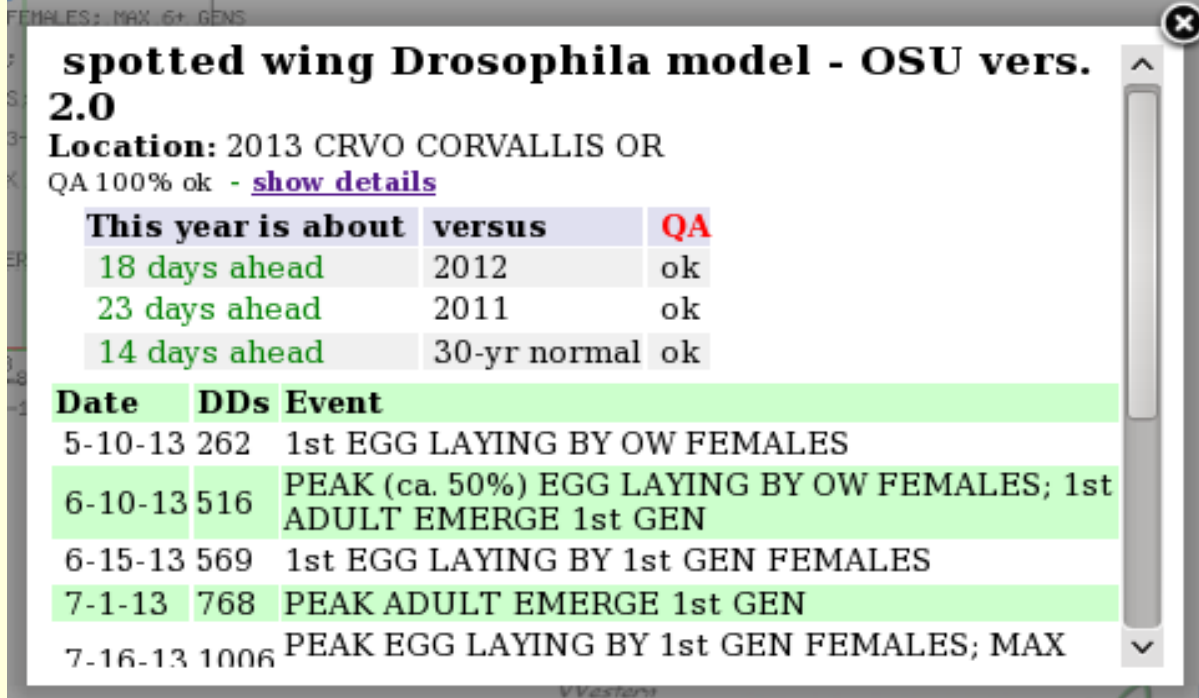 FEMALES; MAX 6+ GENS
spotted wing Drosophila model - OSU vers.
2.0
Location: 2013 CRVO CORVALLIS OR
QA 100% ok - show details
This year is about versus QA
18 days ahead 2012 ok
23 days ahead 2011 ok
14 days ahead 30-yr normal ok
Date DDs Event
5-10-13 262 1st EGG LAYING BY OW FEMALES
6-10-13 516 PEAK (ca. 50%) EGG LAYING BY OW FEMALES; 1st
ADULT EMERGE 1st GEN
6-15-13 569 1st EGG LAYING BY 1st GEN FEMALES
7-1-13 768 PEAK ADULT EMERGE 1st GEN
7-16-13 1006 PEAK EGG LAYING BY 1st GEN FEMALES; MAX
Western